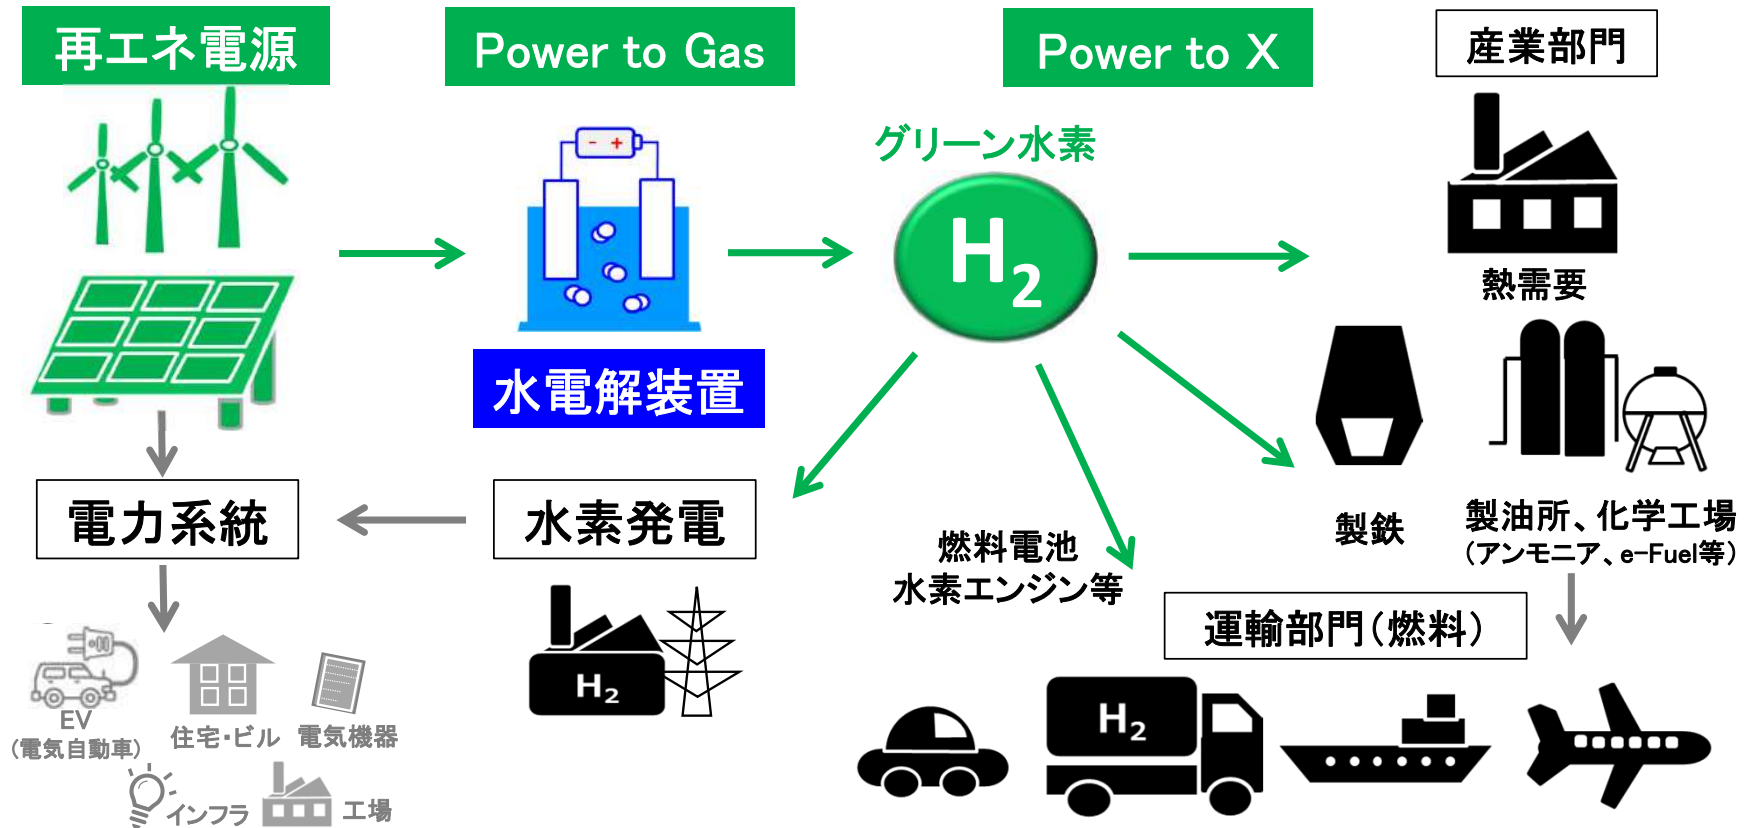 再エネ電源
Power to Gas
Power to X
産業部門
- +
グリーン水素
H2
熱需要
水電解装置
電力系統
水素発電
燃料電池
水素エンジン等
製鉄
製油所、化学工場
(アンモニア、e-Fuel等)
運輸部門(燃料)
H2
H2
EV
(電気自動車)
住宅・ビル
電気機器
インフラ
工場